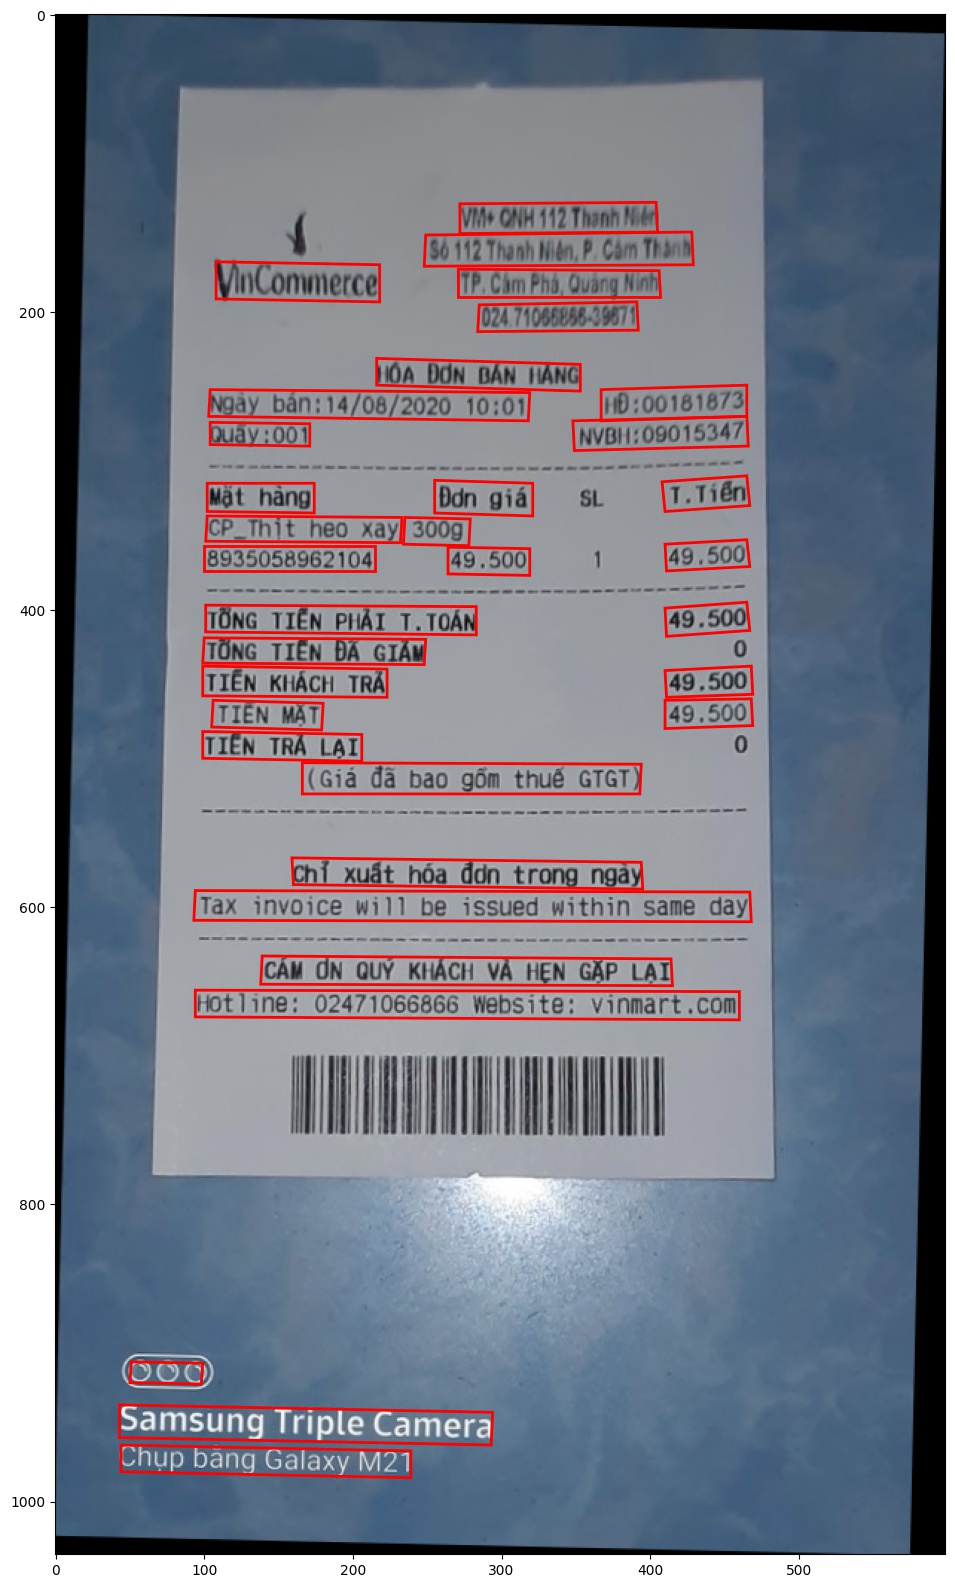 0
200
400
600
800
1000
0 100 200 300 400 500
VinCommerce
VM+ QNH 112 Thanh Niên
Số 112 Thanh Niên, P. Cẩm Thành
TP. Cẩm Phả, Quảng Ninh
024.71066866-39671
HÓA ĐƠN BÁN HÀNG
Ngày bán:14/08/2020 10:01 HĐ:00181873
Quầy:001 NVBH:09015347
Mặt hàng Đơn giá SL T.Tiền
CP_Thịt heo xay 300g
8935058962104 49.500 1 49.500
TỔNG TIỀN PHẢI T.TOÁN 49.500
TỔNG TIỀN ĐÃ GIẢM 0
TIỀN KHÁCH TRẢ 49.500
TIỀN MẶT 49.500
TIỀN TRẢ LẠI 0
(Giá đã bao gồm thuế GTGT)
Chỉ xuất hóa đơn trong ngày
Tax invoice will be issued within same day
CẢM ƠN QUÝ KHÁCH VÀ HẸN GẶP LẠI
Hotline: 02471066866 Website: vinmart.com
Samsung Triple Camera
Chụp bằng Galaxy M21